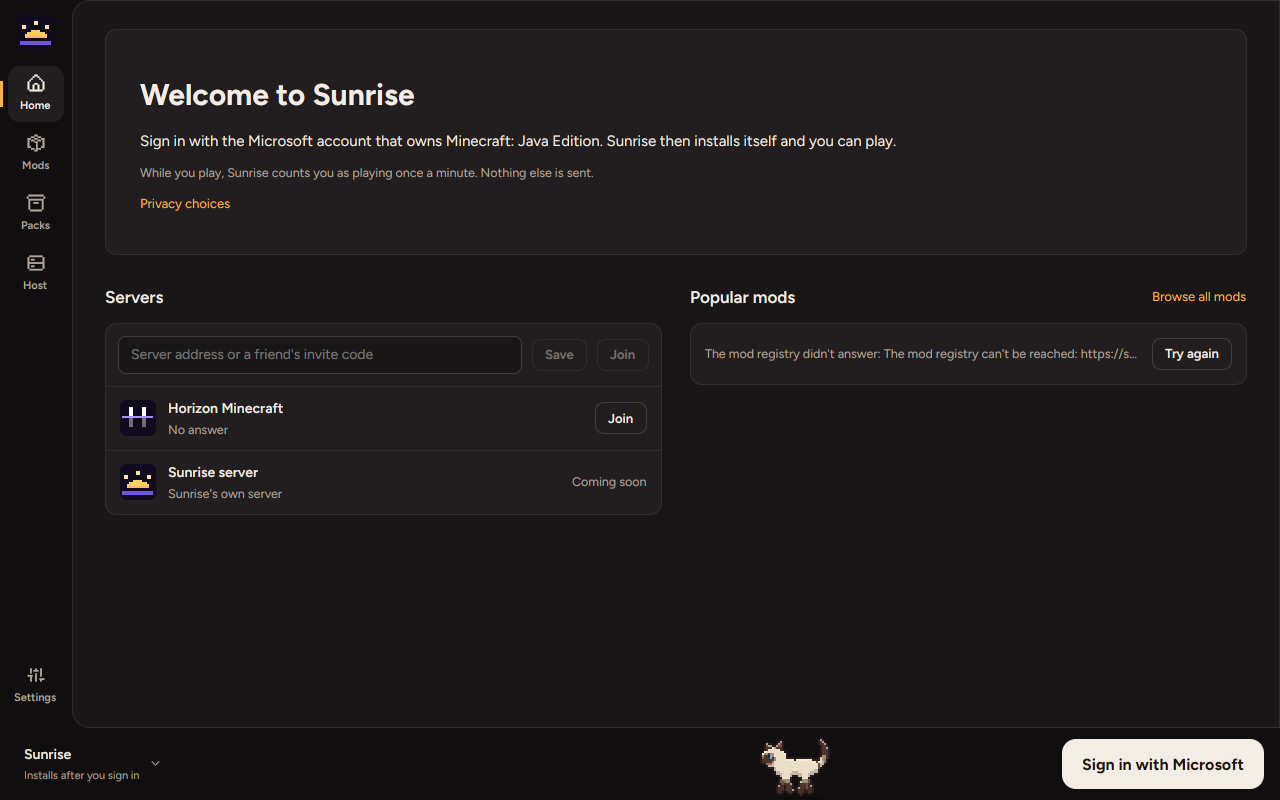 Home
Mods
Packs
Host
Settings
Welcome to Sunrise
Sign in with the Microsoft account that owns Minecraft: Java Edition. Sunrise then installs itself and you can play.
While you play, Sunrise counts you as playing once a minute. Nothing else is sent.
Privacy choices
Servers
Server address or a friend's invite code
Save
Join
Horizon Minecraft
No answer
Join
Sunrise server
Sunrise's own server
Coming soon
Popular mods
Browse all mods
The mod registry didn't answer: The mod registry can't be reached: https://s...
Try again
Sunrise
Installs after you sign in
Sign in with Microsoft